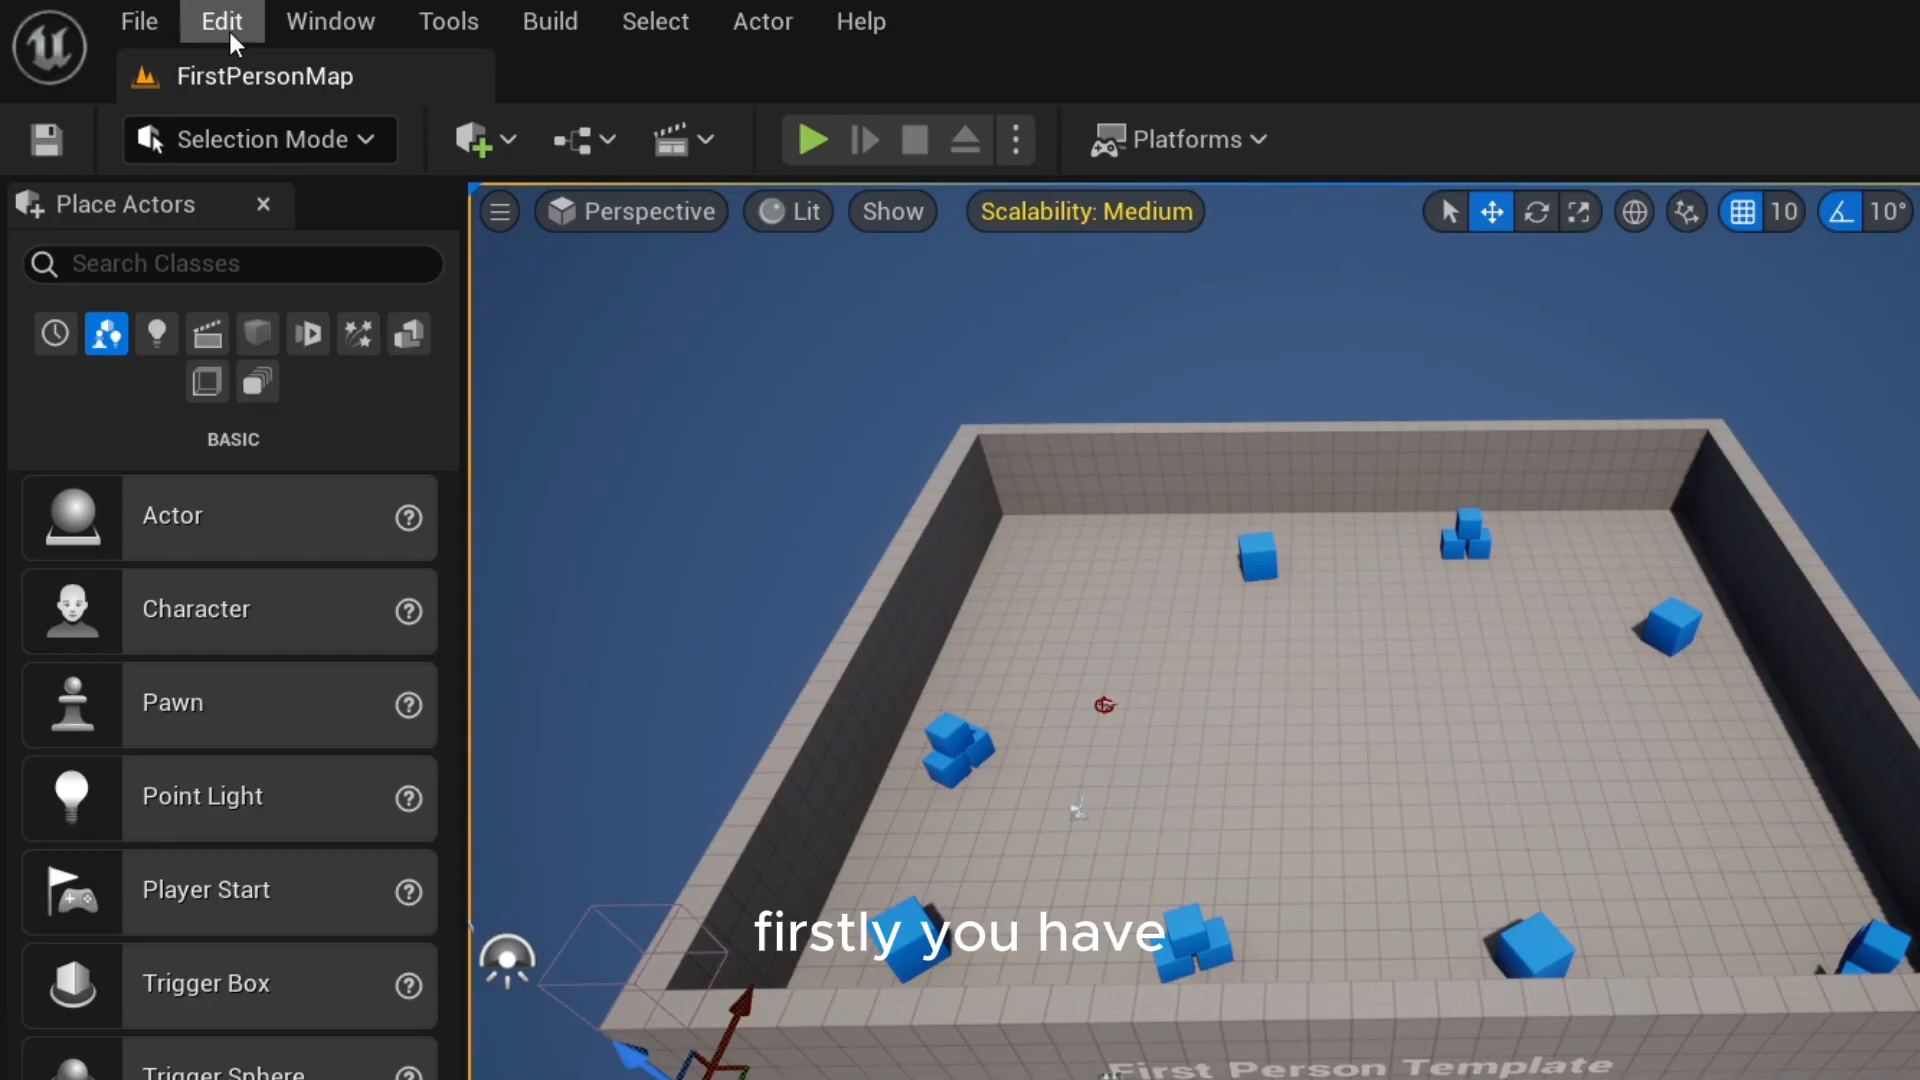 File Edit Window Tools Build Select Actor Help
FirstPersonMap
Selection Mode
Platforms
Place Actors
Perspective Lit Show Scalability: Medium 10 10°
Search Classes
BASIC
Actor
Character
Pawn
Point Light
Player Start
firstly you have
Trigger Box
First Person Template
Trigger Sphere